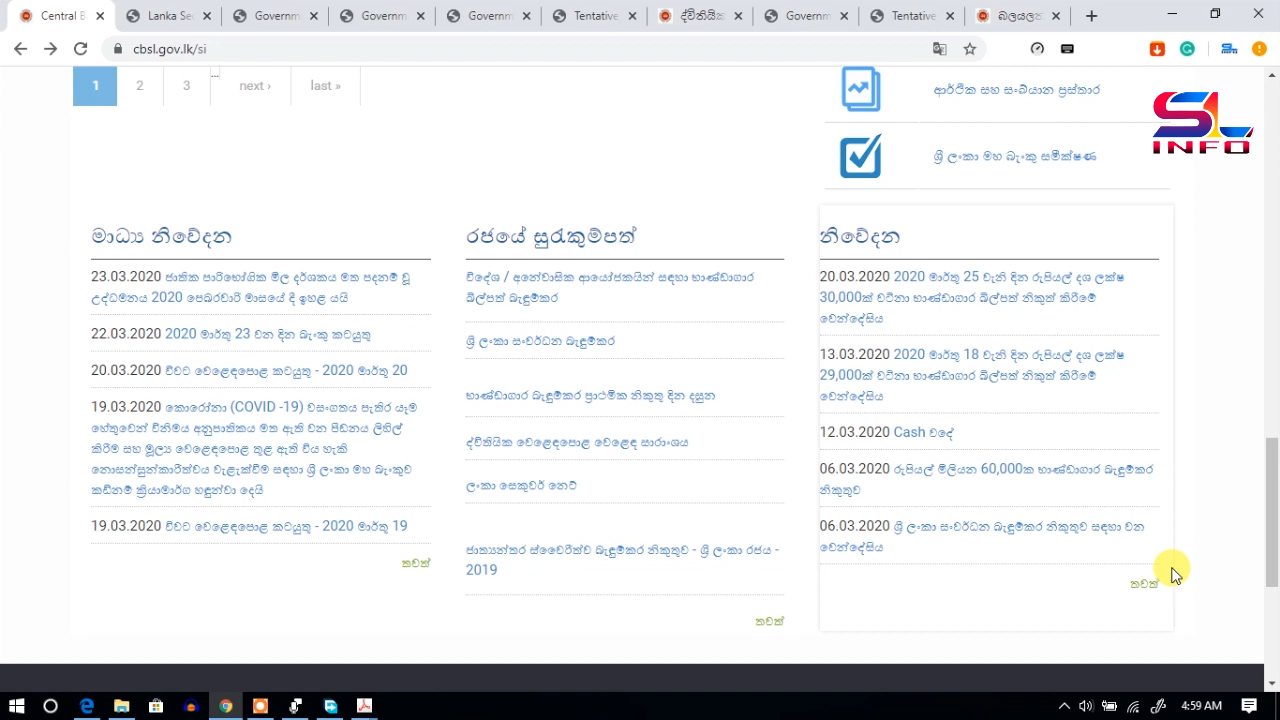 Central B
Lanka Sec
Governm
Governm
Governm
Tentative
ද්විතියි
Governm
Tentative
බලයලත්
cbsl.gov.lk/si
1 2 3 ... next › last »
ආර්ථික සහ සංඛ්යාන ප්‍රස්තාර
SL
INFO
ශ්‍රී ලංකා මහ බැංකු සමීක්ෂණ
මාධ්‍ය නිවේදන
23.03.2020 ජාතික පාරිභෝගික මිල දර්ශකය මත පදනම් වූ
උද්ධමනය 2020 පෙබරවාරි මාසයේ දී ඉහළ යයි
22.03.2020 2020 මාර්තු 23 වන දින බැංකු කටයුතු
20.03.2020 විවට වෙළෙඳපොළ කටයුතු - 2020 මාර්තු 20
19.03.2020 කොරෝනා (COVID -19) වසංගතය පැතිර යෑම
හේතුවෙන් විනිමය අනුපාතිකය මත ඇති වන පීඩනය ලිහිල්
කිරීම සහ මූල්‍ය වෙළෙඳපොළ තුළ ඇති විය හැකි
නොසන්සුන්කාරීත්වය වැළැක්වීම සඳහා ශ්‍රී ලංකා මහ බැංකුව
කඩිනම් ක්‍රියාමාර්ග හඳුන්වා දෙයි
19.03.2020 විවට වෙළෙඳපොළ කටයුතු - 2020 මාර්තු 19
තවත්
රජයේ සුරැකුම්පත්
විදේශ / අනේවාසික ආයෝජකයින් සඳහා භාණ්ඩාගාර
බිල්පත් බැඳුම්කර
ශ්‍රී ලංකා සංවර්ධන බැඳුම්කර
භාණ්ඩාගාර බැඳුම්කර ප්‍රාථමික නිකුතු දින දසුන
ද්විතියික වෙළෙඳපොළ වෙළෙඳ සාරාංශය
ලංකා සෙකුවර් නෙට්
ජාත්‍යන්තර ස්වෛරීත්ව බැඳුම්කර නිකුතුව - ශ්‍රී ලංකා රජය -
2019
තවත්
නිවේදන
20.03.2020 2020 මාර්තු 25 වැනි දින රුපියල් දශ ලක්ෂ
30,000ක් වටිනා භාණ්ඩාගාර බිල්පත් නිකුත් කිරීමේ
වෙන්දේසිය
13.03.2020 2020 මාර්තු 18 වැනි දින රුපියල් දශ ලක්ෂ
29,000ක් වටිනා භාණ්ඩාගාර බිල්පත් නිකුත් කිරීමේ
වෙන්දේසිය
12.03.2020 Cash වදේ
06.03.2020 රුපියල් මිලියන 60,000ක භාණ්ඩාගාර බැඳුම්කර
නිකුතුව
06.03.2020 ශ්‍රී ලංකා සංවර්ධන බැඳුම්කර නිකුතුව සඳහා වන
වෙන්දේසිය
තවත්
4:59 AM